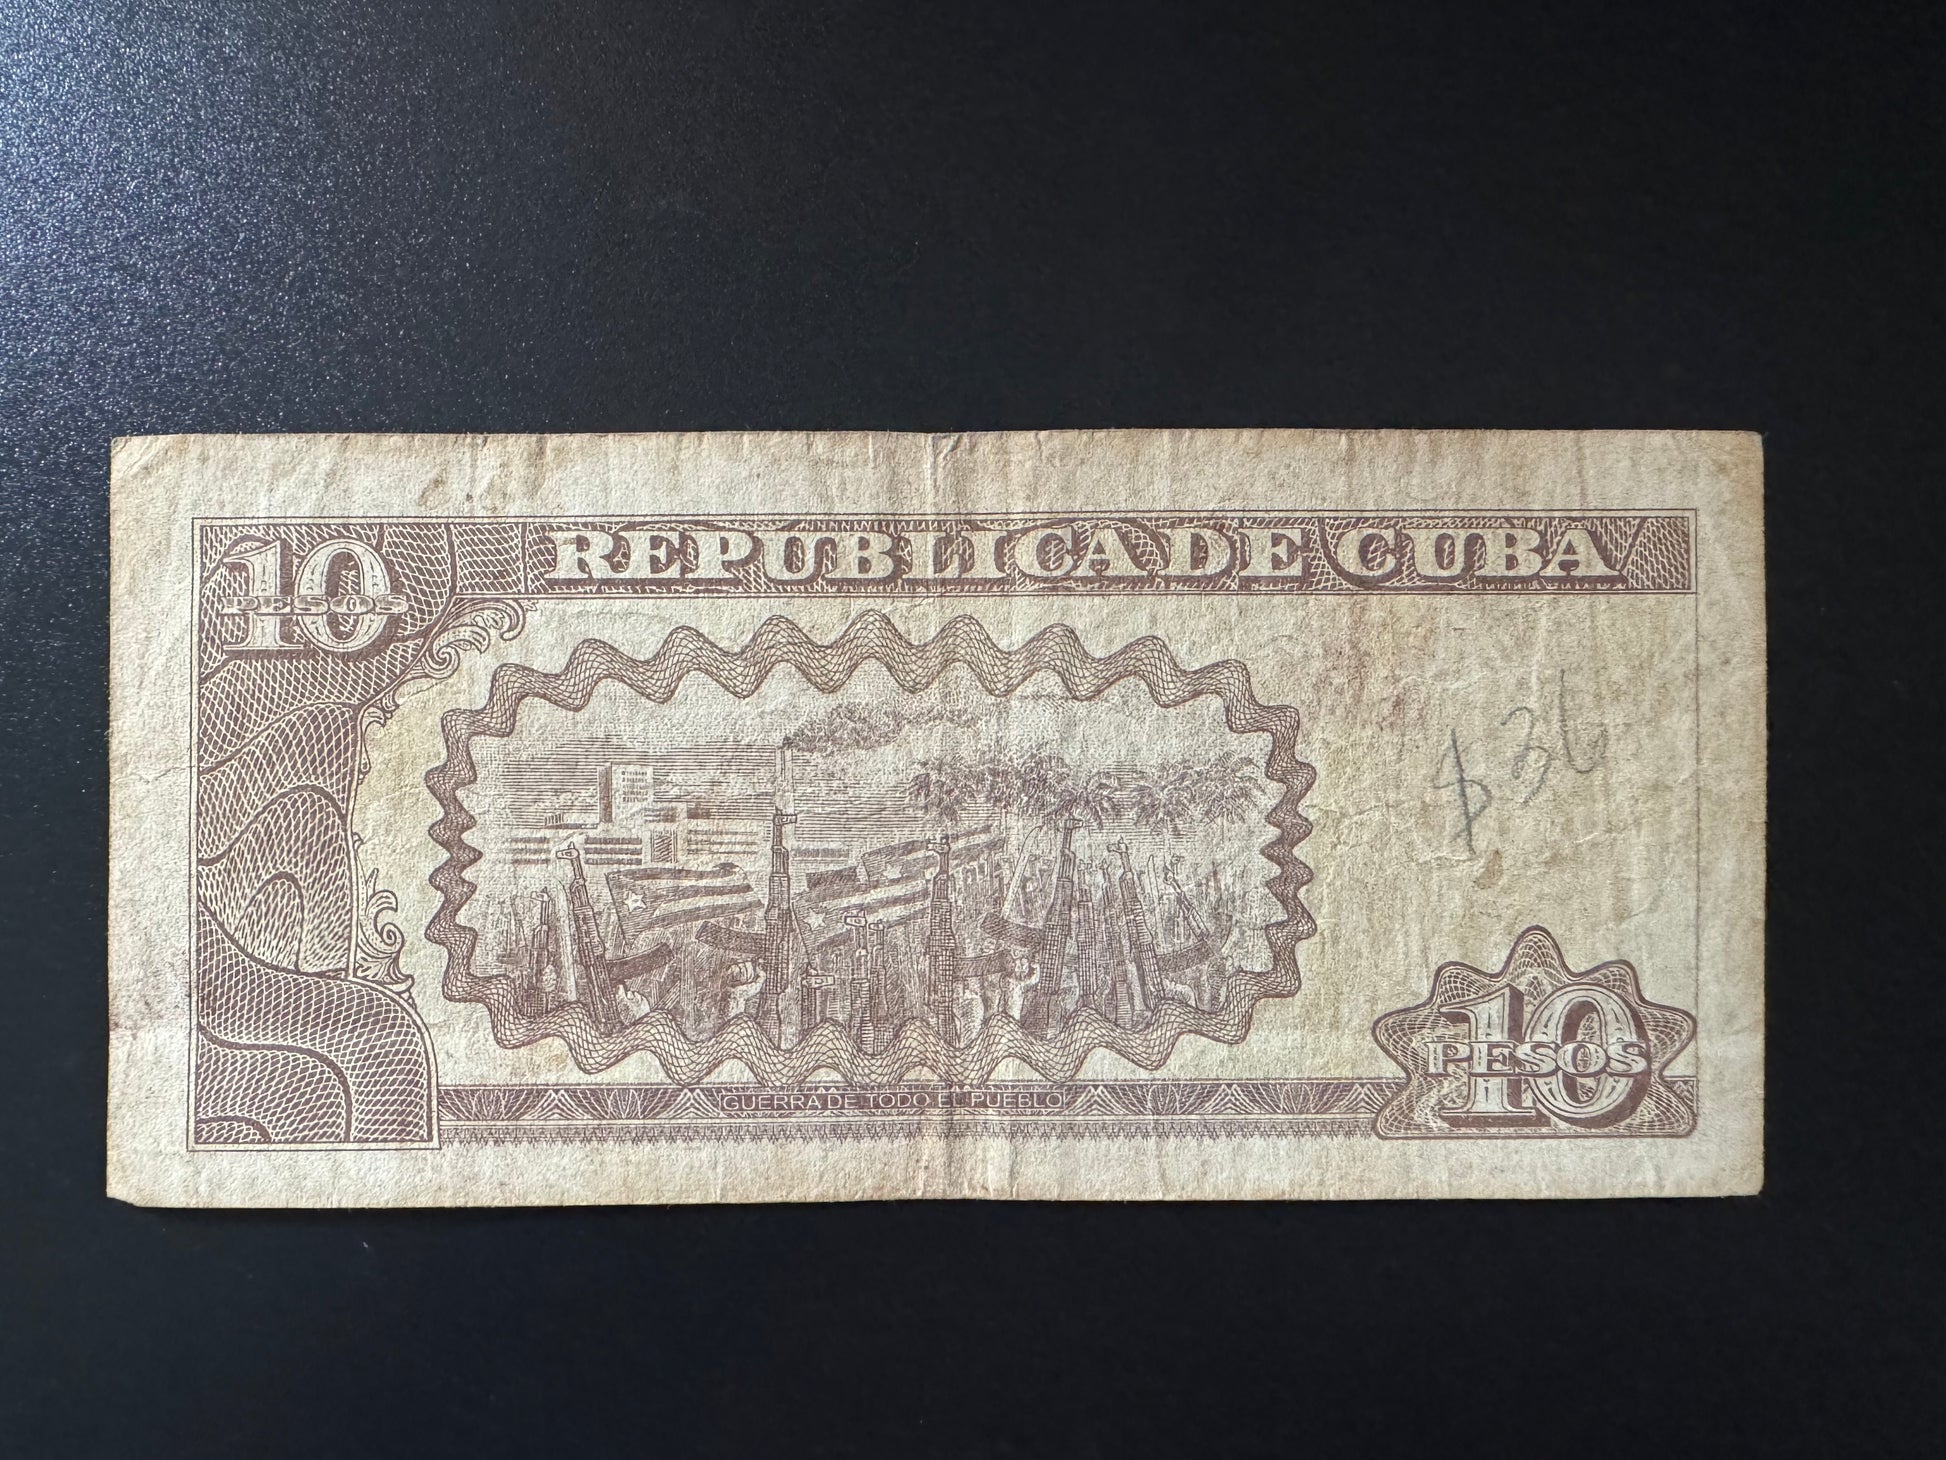 10
PESOS
REPUBLICA DE CUBA
$36
GUERRA DE TODO EL PUEBLO
10
PESOS